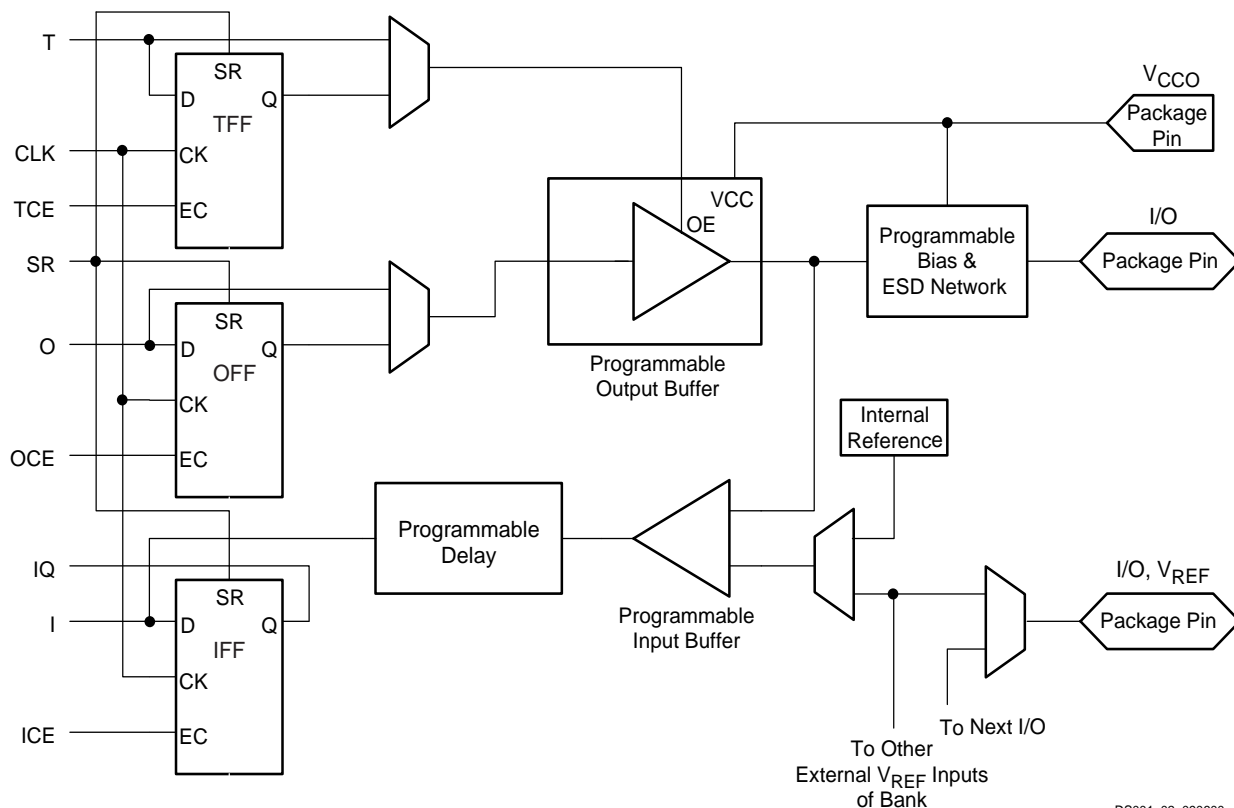 T
SR
D
Q
TFF
CLK
CK
TCE
EC
SR
SR
O
D
Q
OFF
CK
OCE
EC
IQ
SR
I
D
Q
IFF
CK
ICE
EC
VCC
OE
Programmable
Output Buffer
VCCO
Package
Pin
Programmable
Bias &
ESD Network
I/O
Package Pin
Internal
Reference
Programmable
Delay
Programmable
Input Buffer
I/O, VREF
Package Pin
To Next I/O
To Other
External VREF Inputs
of Bank